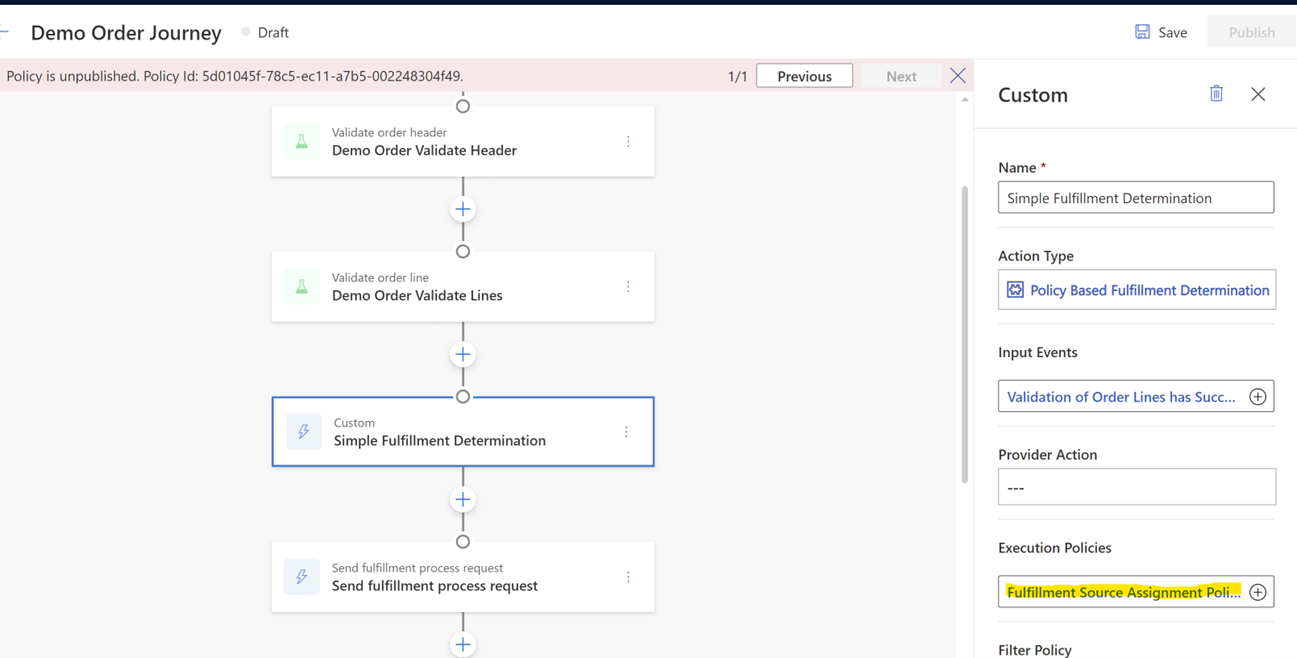 Demo Order Journey
Draft
Save
Publish
Policy is unpublished. Policy Id: 5d01045f-78c5-ec11-a7b5-002248304f49.
1/1
Previous
Next
Validate order header
Demo Order Validate Header
Validate order line
Demo Order Validate Lines
Custom
Simple Fulfillment Determination
Send fulfillment process request
Send fulfillment process request
Custom
Name *
Simple Fulfillment Determination
Action Type
Policy Based Fulfillment Determination
Input Events
Validation of Order Lines has Succ...
Provider Action
---
Execution Policies
Fulfillment Source Assignment Poli...
Filter Policy